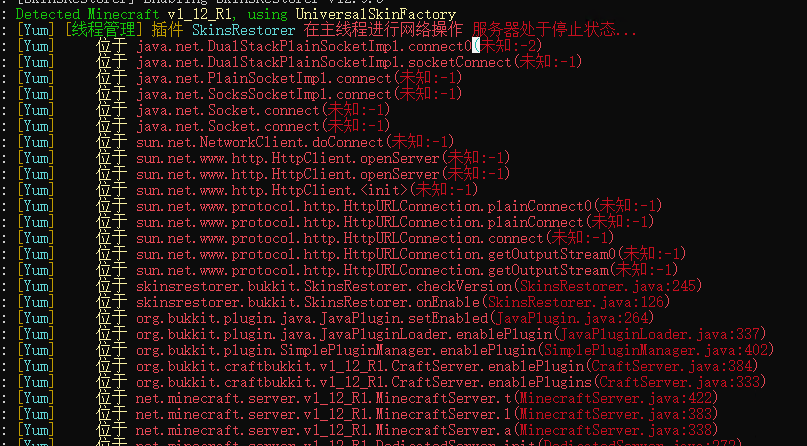 [SkinsRestorer] Enabling SkinsRestorer v12.5.0
Detected Minecraft v1_12_R1, using UniversalSkinFactory
[Yum] [线程管理] 插件 SkinsRestorer 在主线程进行网络操作 服务器处于停止状态...
: [Yum] 位于 java.net.DualStackPlainSocketImpl.connect0(未知:-2)
: [Yum] 位于 java.net.DualStackPlainSocketImpl.socketConnect(未知:-1)
: [Yum] 位于 java.net.PlainSocketImpl.connect(未知:-1)
: [Yum] 位于 java.net.SocksSocketImpl.connect(未知:-1)
: [Yum] 位于 java.net.Socket.connect(未知:-1)
: [Yum] 位于 java.net.Socket.connect(未知:-1)
: [Yum] 位于 sun.net.NetworkClient.doConnect(未知:-1)
: [Yum] 位于 sun.net.www.http.HttpClient.openServer(未知:-1)
: [Yum] 位于 sun.net.www.http.HttpClient.openServer(未知:-1)
: [Yum] 位于 sun.net.www.http.HttpClient.<init>(未知:-1)
: [Yum] 位于 sun.net.www.protocol.http.HttpURLConnection.plainConnect0(未知:-1)
: [Yum] 位于 sun.net.www.protocol.http.HttpURLConnection.plainConnect(未知:-1)
: [Yum] 位于 sun.net.www.protocol.http.HttpURLConnection.connect(未知:-1)
: [Yum] 位于 sun.net.www.protocol.http.HttpURLConnection.getOutputStream0(未知:-1)
: [Yum] 位于 sun.net.www.protocol.http.HttpURLConnection.getOutputStream(未知:-1)
: [Yum] 位于 skinsrestorer.bukkit.SkinsRestorer.checkVersion(SkinsRestorer.java:245)
: [Yum] 位于 skinsrestorer.bukkit.SkinsRestorer.onEnable(SkinsRestorer.java:126)
: [Yum] 位于 org.bukkit.plugin.java.JavaPlugin.setEnabled(JavaPlugin.java:264)
: [Yum] 位于 org.bukkit.plugin.java.JavaPluginLoader.enablePlugin(JavaPluginLoader.java:337)
: [Yum] 位于 org.bukkit.plugin.SimplePluginManager.enablePlugin(SimplePluginManager.java:402)
: [Yum] 位于 org.bukkit.craftbukkit.v1_12_R1.CraftServer.enablePlugin(CraftServer.java:384)
: [Yum] 位于 org.bukkit.craftbukkit.v1_12_R1.CraftServer.enablePlugins(CraftServer.java:333)
: [Yum] 位于 net.minecraft.server.v1_12_R1.MinecraftServer.t(MinecraftServer.java:422)
: [Yum] 位于 net.minecraft.server.v1_12_R1.MinecraftServer.l(MinecraftServer.java:383)
: [Yum] 位于 net.minecraft.server.v1_12_R1.MinecraftServer.a(MinecraftServer.java:338)
: [Yum] 位于 net.minecraft.server.v1_12_R1.DedicatedServer.init(DedicatedServer.java:272)